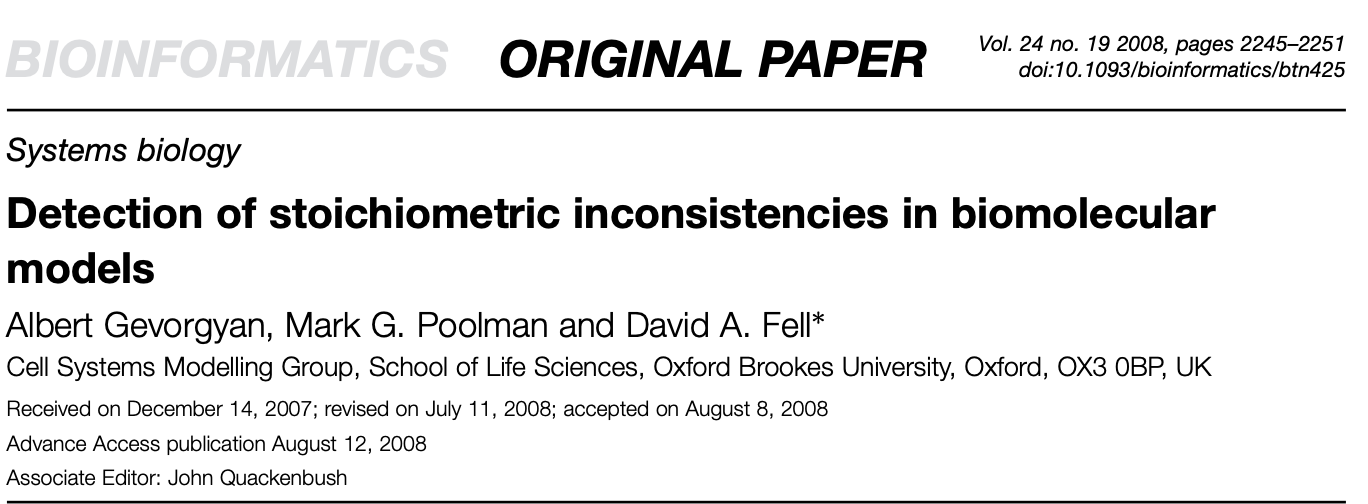 BIOINFORMATICS ORIGINAL PAPER Vol. 24 no. 19 2008, pages 2245–2251
doi:10.1093/bioinformatics/btn425
Systems biology
Detection of stoichiometric inconsistencies in biomolecular
models
Albert Gevorgyan, Mark G. Poolman and David A. Fell*
Cell Systems Modelling Group, School of Life Sciences, Oxford Brookes University, Oxford, OX3 0BP, UK
Received on December 14, 2007; revised on July 11, 2008; accepted on August 8, 2008
Advance Access publication August 12, 2008
Associate Editor: John Quackenbush